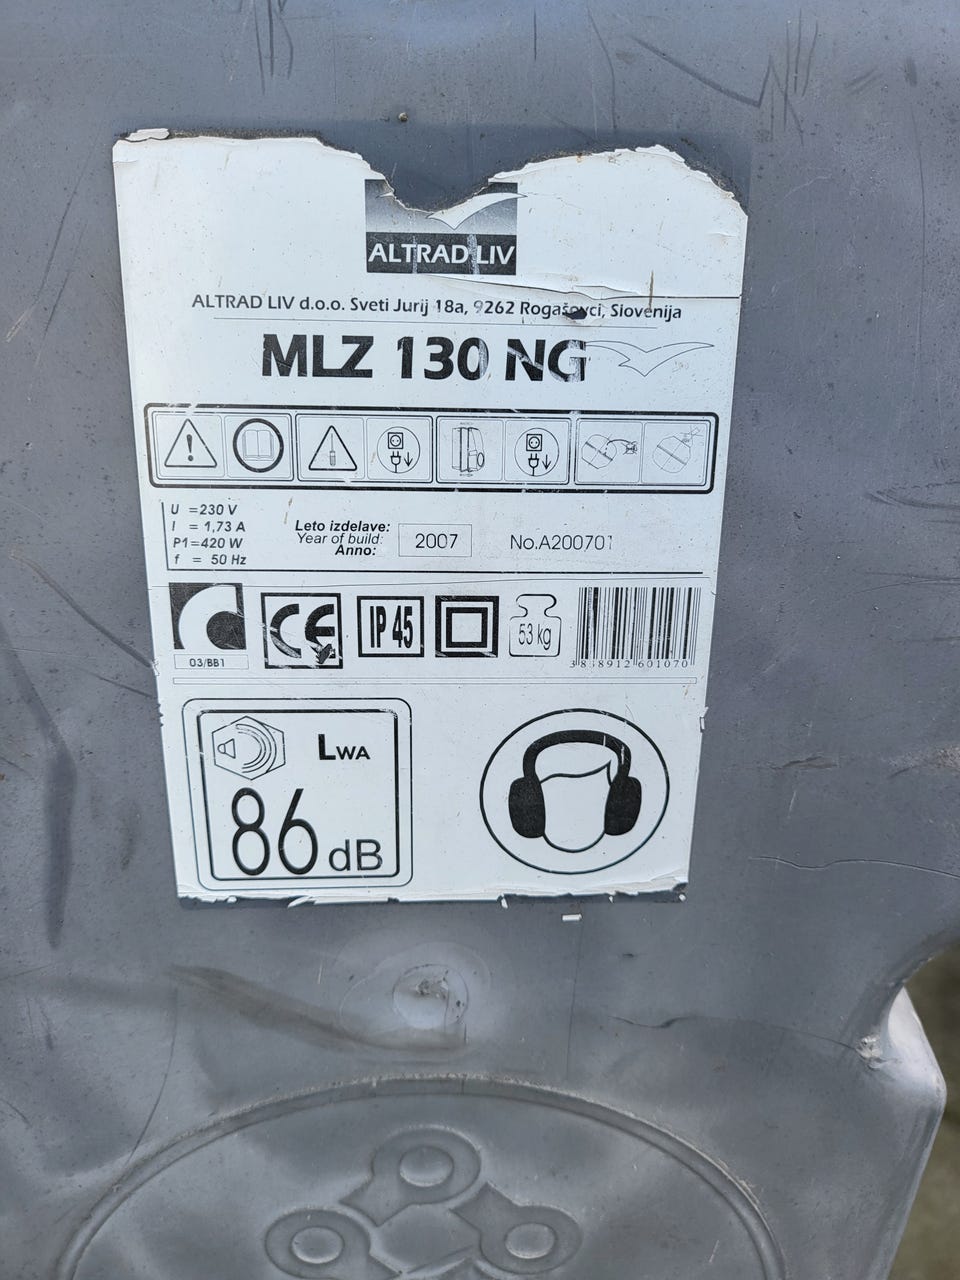 ALTRAD LIV
ALTRAD LIV d.o.o. Sveti Jurij 18a, 9262 Rogašovci, Slovenija
MLZ 130 NG
U = 230 V
I = 1,73 A
P1=420 W
f = 50 Hz
Leto izdelave:
Year of build:
Anno:
2007
No.A200701
03/BB1
CE
IP 45
53 kg
3 838912 601070
LWA
86 dB